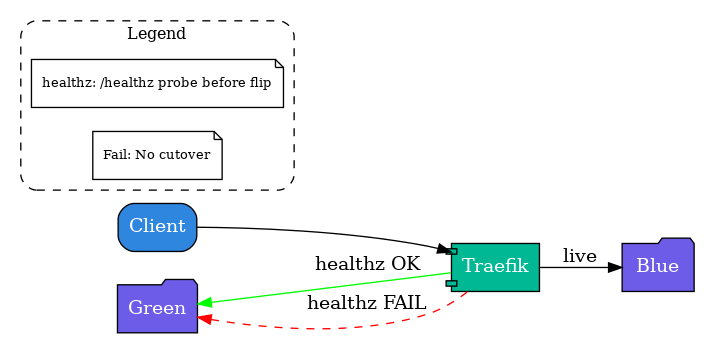 Legend
healthz: /healthz probe before flip
Fail: No cutover
Client
healthz OK
Traefik
live
Blue
Green
healthz FAIL